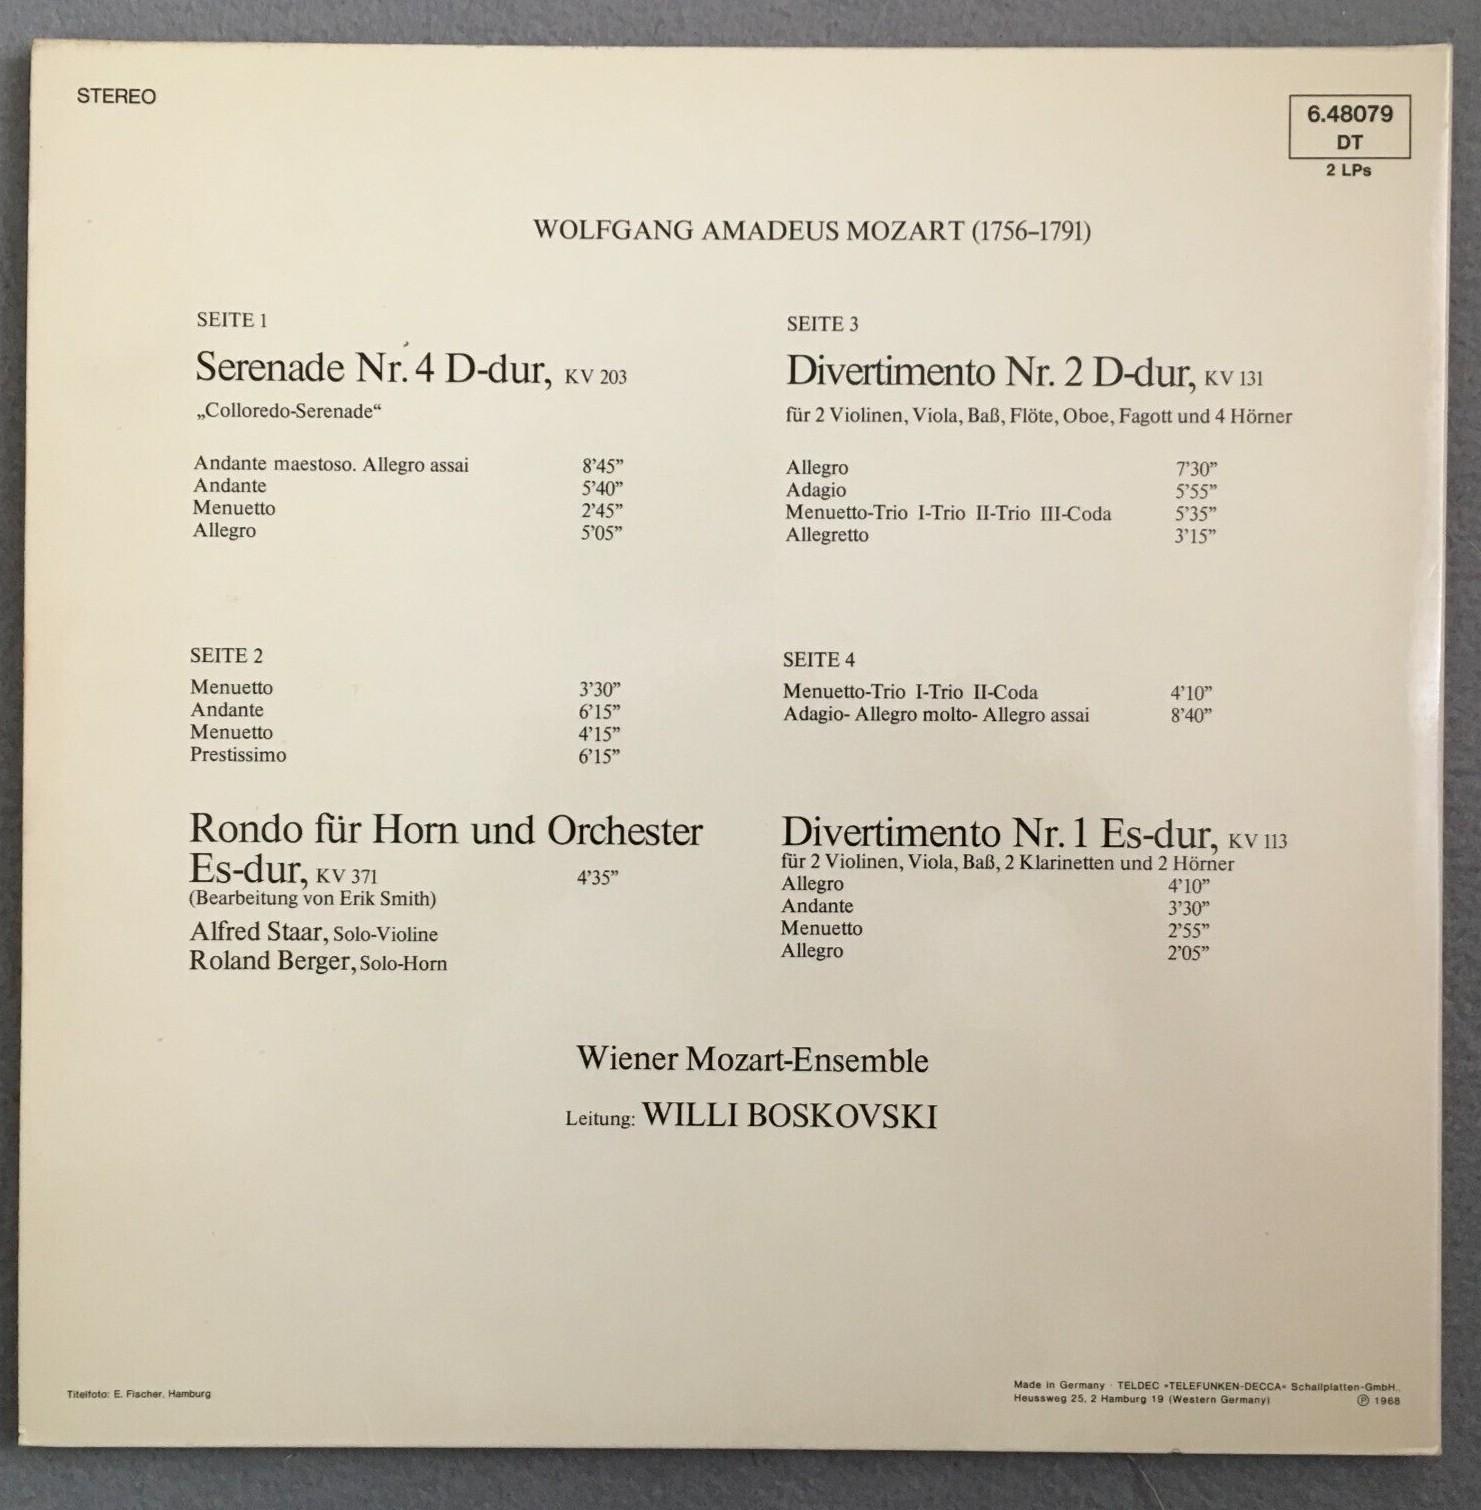 STEREO
6.48079
DT
2 LPs
WOLFGANG AMADEUS MOZART (1756–1791)
SEITE 1
Serenade Nr. 4 D-dur, KV 203
„Colloredo-Serenade“
Andante maestoso. Allegro assai 8’45”
Andante 5’40”
Menuetto 2’45”
Allegro 5’05”
SEITE 2
Menuetto 3’30”
Andante 6’15”
Menuetto 4’15”
Prestissimo 6’15”
Rondo für Horn und Orchester
Es-dur, KV 371 4’35”
(Bearbeitung von Erik Smith)
Alfred Staar, Solo-Violine
Roland Berger, Solo-Horn
SEITE 3
Divertimento Nr. 2 D-dur, KV 131
für 2 Violinen, Viola, Baß, Flöte, Oboe, Fagott und 4 Hörner
Allegro 7’30”
Adagio 5’55”
Menuetto-Trio I-Trio II-Trio III-Coda 5’35”
Allegretto 3’15”
SEITE 4
Menuetto-Trio I-Trio II-Coda 4’10”
Adagio- Allegro molto- Allegro assai 8’40”
Divertimento Nr. 1 Es-dur, KV 113
für 2 Violinen, Viola, Baß, 2 Klarinetten und 2 Hörner
Allegro 4’10”
Andante 3’30”
Menuetto 2’55”
Allegro 2’05”
Wiener Mozart-Ensemble
Leitung: WILLI BOSKOVSKI
Titelfoto: E. Fischer, Hamburg
Made in Germany · TELDEC »TELEFUNKEN-DECCA« Schallplatten-GmbH.,
Heussweg 25, 2 Hamburg 19 (Western Germany) ℗ 1968